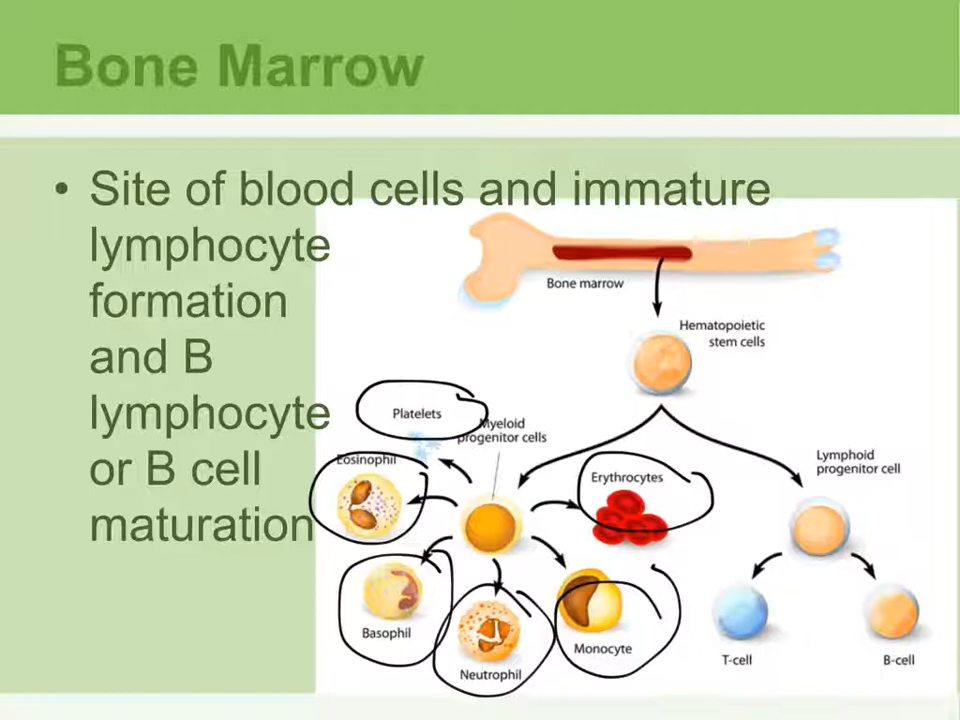 Bone Marrow
• Site of blood cells and immature
lymphocyte
formation
and B
lymphocyte
or B cell
maturation
Bone marrow
Hematopoietic
stem cells
Platelets
Myeloid
progenitor cells
Lymphoid
progenitor cell
Eosinophil
Erythrocytes
Basophil
Neutrophil
Monocyte
T-cell
B-cell